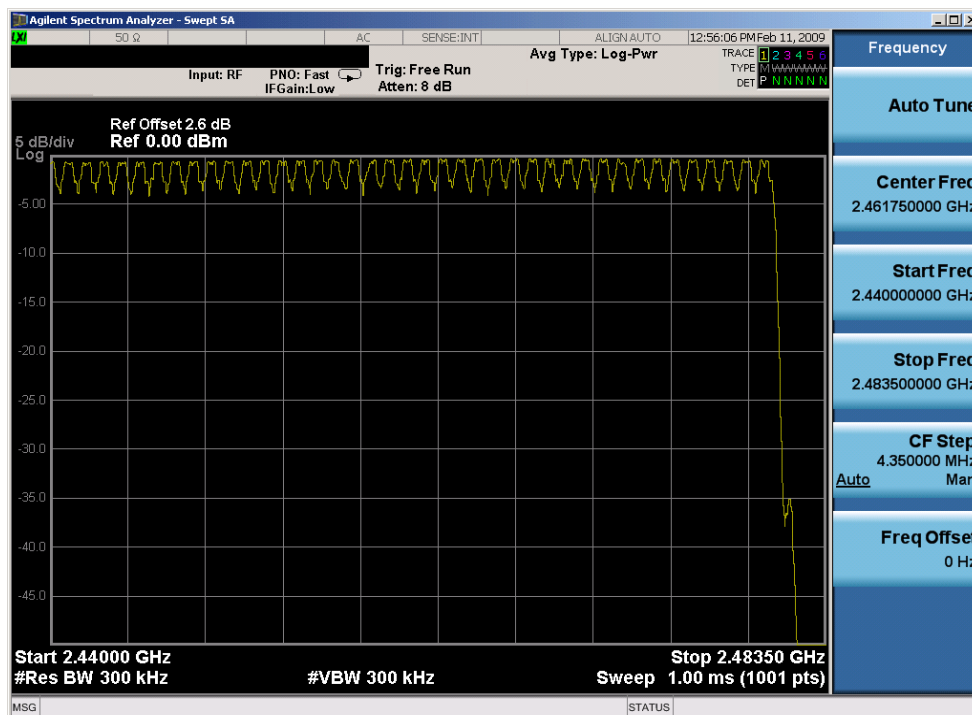 Agilent Spectrum Analyzer - Swept SA
LXI 50 Ω AC SENSE:INT ALIGN AUTO 12:56:06 PM Feb 11, 2009
Input: RF PNO: Fast Trig: Free Run Avg Type: Log-Pwr TRACE 1 2 3 4 5 6
IFGain:Low Atten: 8 dB TYPE M W W W W W
DET P N N N N N
Ref Offset 2.6 dB
5 dB/div Ref 0.00 dBm
Log
-5.00
-10.0
-15.0
-20.0
-25.0
-30.0
-35.0
-40.0
-45.0
Start 2.44000 GHz Stop 2.48350 GHz
#Res BW 300 kHz #VBW 300 kHz Sweep 1.00 ms (1001 pts)
MSG STATUS
Frequency
Auto Tune
Center Freq
2.461750000 GHz
Start Freq
2.440000000 GHz
Stop Freq
2.483500000 GHz
CF Step
4.350000 MHz
Auto Man
Freq Offset
0 Hz